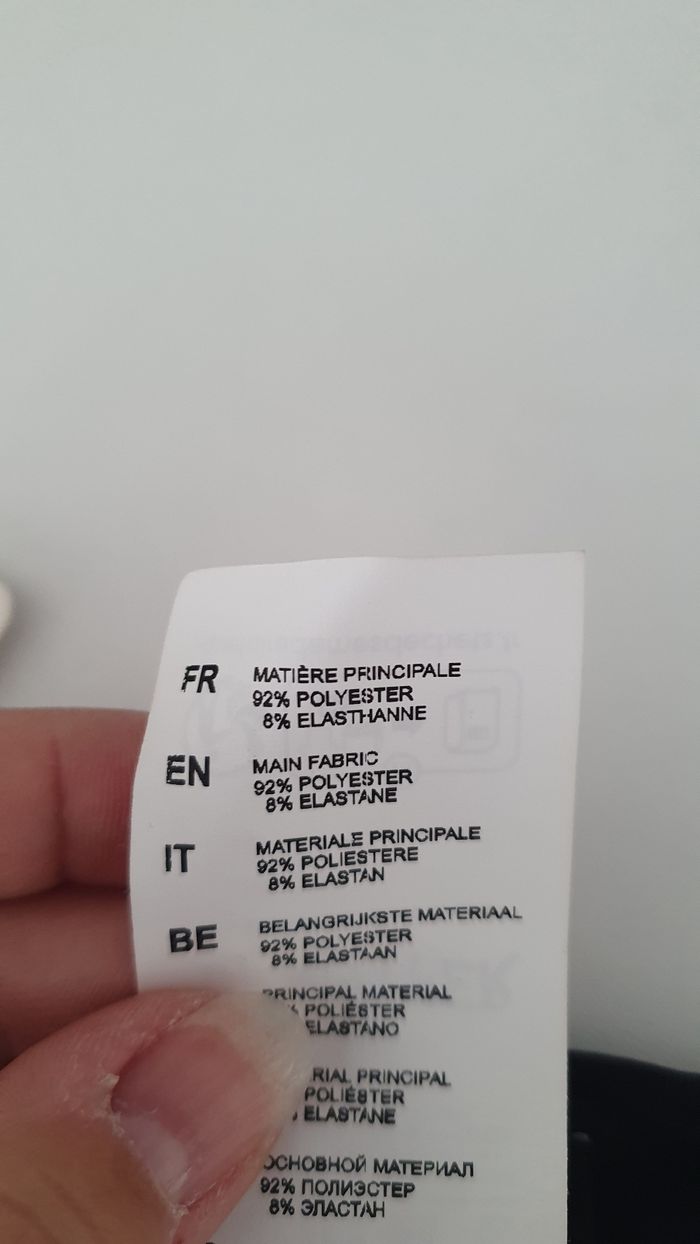 FR MATIÈRE PRINCIPALE
92% POLYESTER
8% ELASTHANNE
EN MAIN FABRIC
92% POLYESTER
8% ELASTANE
IT MATERIALE PRINCIPALE
92% POLIESTERE
8% ELASTAN
BE BELANGRIJKSTE MATERIAAL
92% POLYESTER
8% ELASTAAN
PRINCIPAL MATERIAL
% POLIÉSTER
ELASTANO
RIAL PRINCIPAL
POLIÉSTER
ELASTANE
ОСНОВНОЙ МАТЕРИАЛ
92% ПОЛИЭСТЕР
8% ЭЛАСТАН